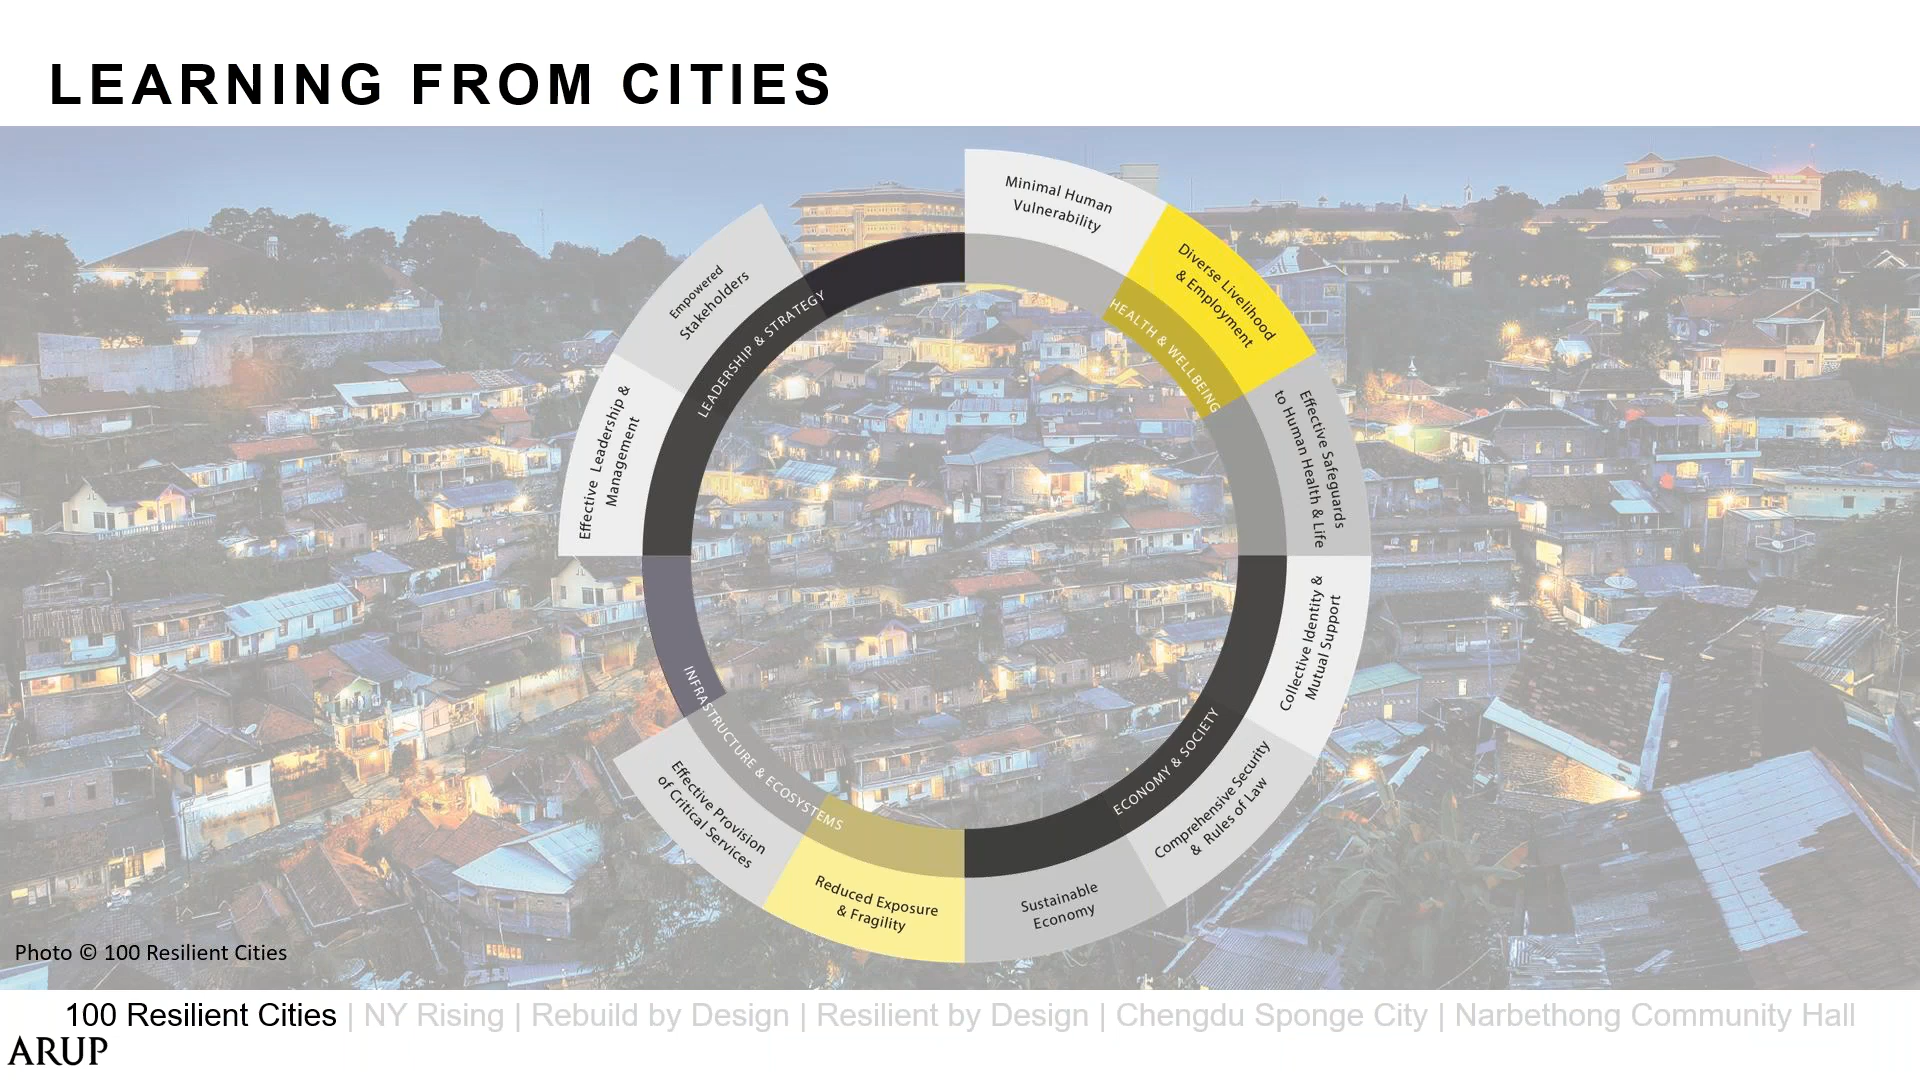 LEARNING FROM CITIES
Minimal Human
Vulnerability
Diverse Livelihood
& Employment
Effective Safeguards
to Human Health & Life
Collective Identity &
Mutual Support
Comprehensive Security
& Rules of Law
Sustainable
Economy
Reduced Exposure
& Fragility
Effective Provision
of Critical Services
Effective Leadership &
Management
Empowered
Stakeholders
HEALTH & WELLBEING
ECONOMY & SOCIETY
INFRASTRUCTURE & ECOSYSTEMS
LEADERSHIP & STRATEGY
Photo © 100 Resilient Cities
100 Resilient Cities | NY Rising | Rebuild by Design | Resilient by Design | Chengdu Sponge City | Narbethong Community Hall
ARUP